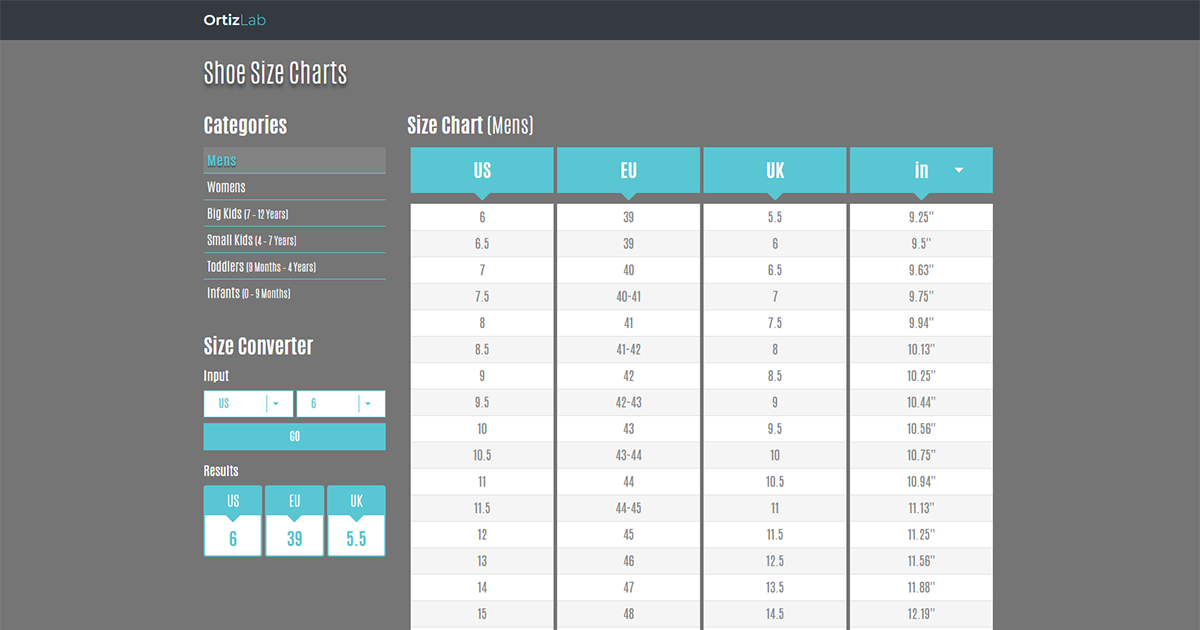 OrtizLab
Shoe Size Charts
Categories
Mens
Womens
Big Kids (7 - 12 Years)
Small Kids (4 - 7 Years)
Toddlers (9 Months - 4 Years)
Infants (0 - 9 Months)
Size Converter
Input
US 6
GO
Results
US EU UK
6 39 5.5
Size Chart (Mens)
US EU UK in
6 39 5.5 9.25"
6.5 39 6 9.5"
7 40 6.5 9.63"
7.5 40-41 7 9.75"
8 41 7.5 9.94"
8.5 41-42 8 10.13"
9 42 8.5 10.25"
9.5 42-43 9 10.44"
10 43 9.5 10.56"
10.5 43-44 10 10.75"
11 44 10.5 10.94"
11.5 44-45 11 11.13"
12 45 11.5 11.25"
13 46 12.5 11.56"
14 47 13.5 11.88"
15 48 14.5 12.19"